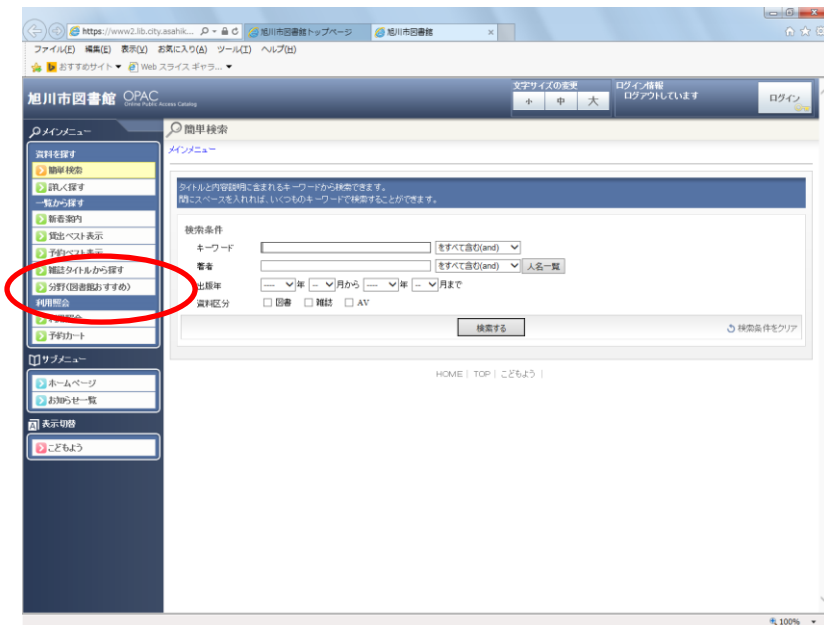 https://www2.lib.city.asahik...
旭川市図書館トップページ
旭川市図書館
ファイル(F) 編集(E) 表示(V) お気に入り(A) ツール(T) ヘルプ(H)
おすすめサイト▼ Web スライス ギャラ... ▼
旭川市図書館 OPAC
Online Public Access Catalog
文字サイズの変更
小 中 大
ログイン情報
ログアウトしています
ログイン
メインメニュー
資料を探す
簡単検索
詳しく探す
一覧から探す
新着案内
貸出ベスト表示
予約ベスト表示
雑誌タイトルから探す
分野(図書館おすすめ)
利用照会
利用照会
予約カート
サブメニュー
ホームページ
お知らせ一覧
A 表示切替
こどもよう
簡単検索
メインメニュー
タイトルと内容説明に含まれるキーワードから検索できます。
間にスペースを入れれば、いくつものキーワードで検索することができます。
検索条件
キーワード をすべて含む(and)
著者 をすべて含む(and) 人名一覧
出版年 ---- 年 -- 月から ---- 年 -- 月まで
資料区分 図書 雑誌 AV
検索する
検索条件をクリア
HOME | TOP | こどもよう |
100%